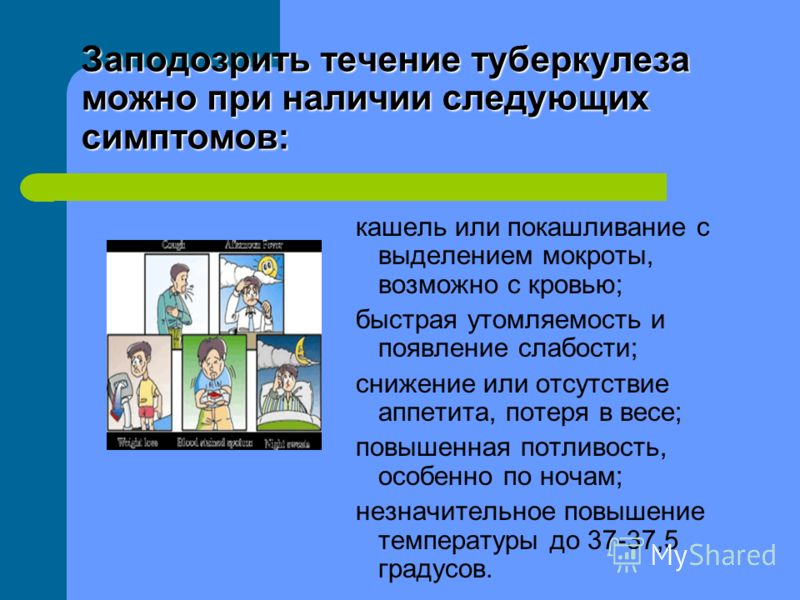 Заподозрить течение туберкулеза
можно при наличии следующих
симптомов:
Cough
Afternoon Fever
Weight loss
Blood stained sputum
Night sweats
кашель или покашливание с
выделением мокроты,
возможно с кровью;
быстрая утомляемость и
появление слабости;
снижение или отсутствие
аппетита, потеря в весе;
повышенная потливость,
особенно по ночам;
незначительное повышение
температуры до 37-37,5
градусов.
MyShared